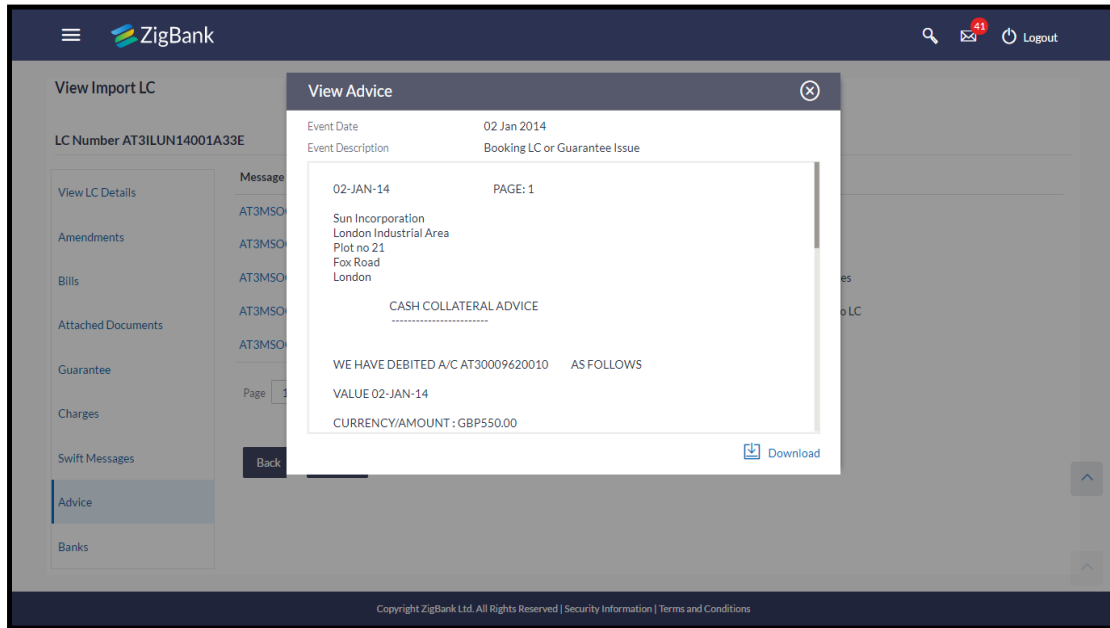 ZigBank
41
Logout
View Import LC
LC Number AT3ILUN14001A33E
View LC Details
Amendments
Bills
Attached Documents
Guarantee
Charges
Swift Messages
Advice
Banks
Message
AT3MSO
AT3MSO
AT3MSO
es
AT3MSO
o LC
AT3MSO
Page 1
Back
View Advice
Event Date 02 Jan 2014
Event Description Booking LC or Guarantee Issue
02-JAN-14 PAGE: 1
Sun Incorporation
London Industrial Area
Plot no 21
Fox Road
London
CASH COLLATERAL ADVICE
------------------------
WE HAVE DEBITED A/C AT30009620010 AS FOLLOWS
VALUE 02-JAN-14
CURRENCY/AMOUNT : GBP550.00
Download
Copyright ZigBank Ltd. All Rights Reserved | Security Information | Terms and Conditions